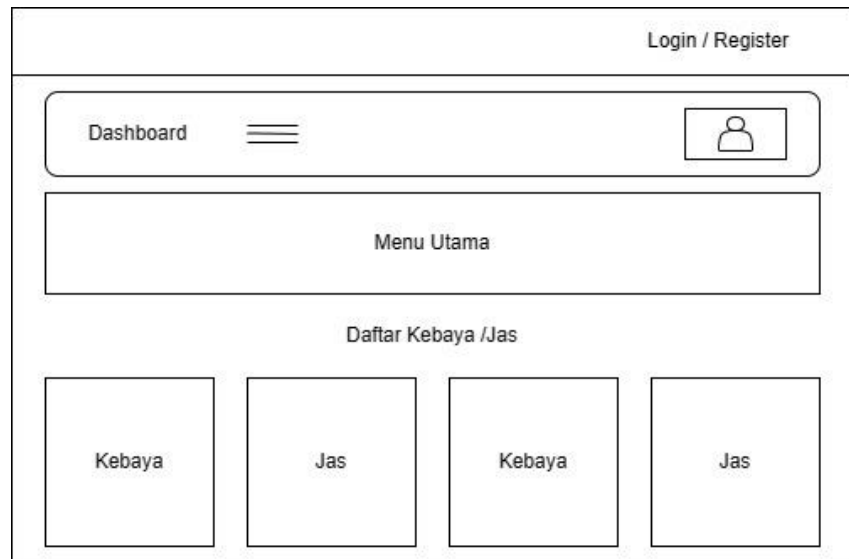 Login / Register
Dashboard
Menu Utama
Daftar Kebaya /Jas
Kebaya
Jas
Kebaya
Jas